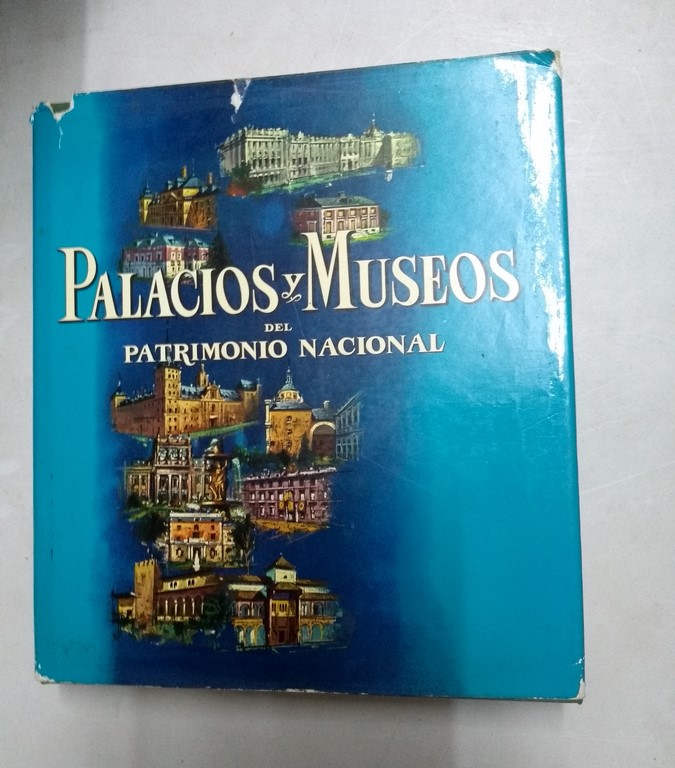 PALACIOS y MUSEOS
DEL
PATRIMONIO NACIONAL